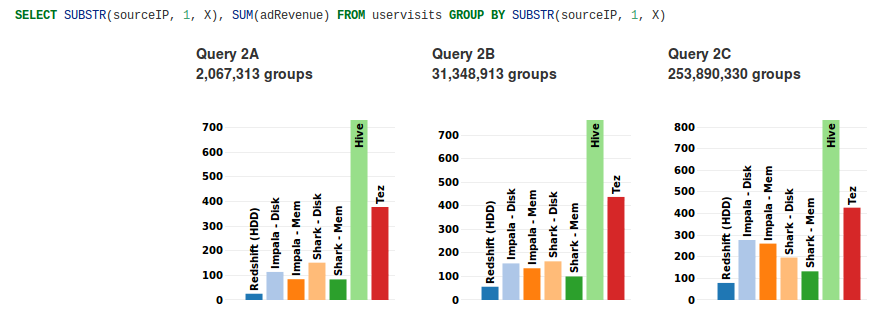 SELECT SUBSTR(sourceIP, 1, X), SUM(adRevenue) FROM uservisits GROUP BY SUBSTR(sourceIP, 1, X)
Query 2A
2,067,313 groups
700
600
500
400
300
200
100
0
Redshift (HDD)
Impala - Disk
Impala - Mem
Shark - Disk
Shark - Mem
Hive
Tez
Query 2B
31,348,913 groups
700
600
500
400
300
200
100
0
Redshift (HDD)
Impala - Disk
Impala - Mem
Shark - Disk
Shark - Mem
Hive
Tez
Query 2C
253,890,330 groups
800
700
600
500
400
300
200
100
0
Redshift (HDD)
Impala - Disk
Impala - Mem
Shark - Disk
Shark - Mem
Hive
Tez